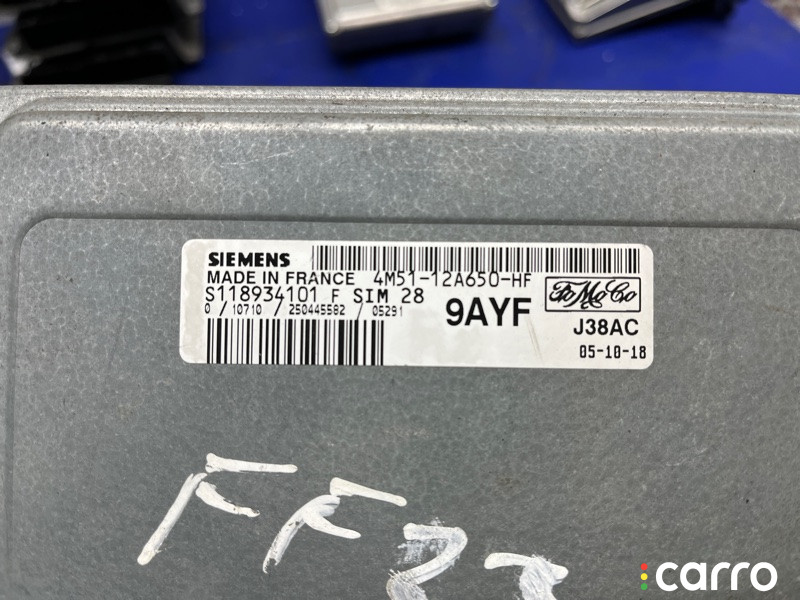 SIEMENS
MADE IN FRANCE 4M51-12A650-HF
S118934101 F SIM 28
0 / 10710 / 250445582 / 05291
9AYF
FoMoCo
J38AC
05-10-18
FF23
carro